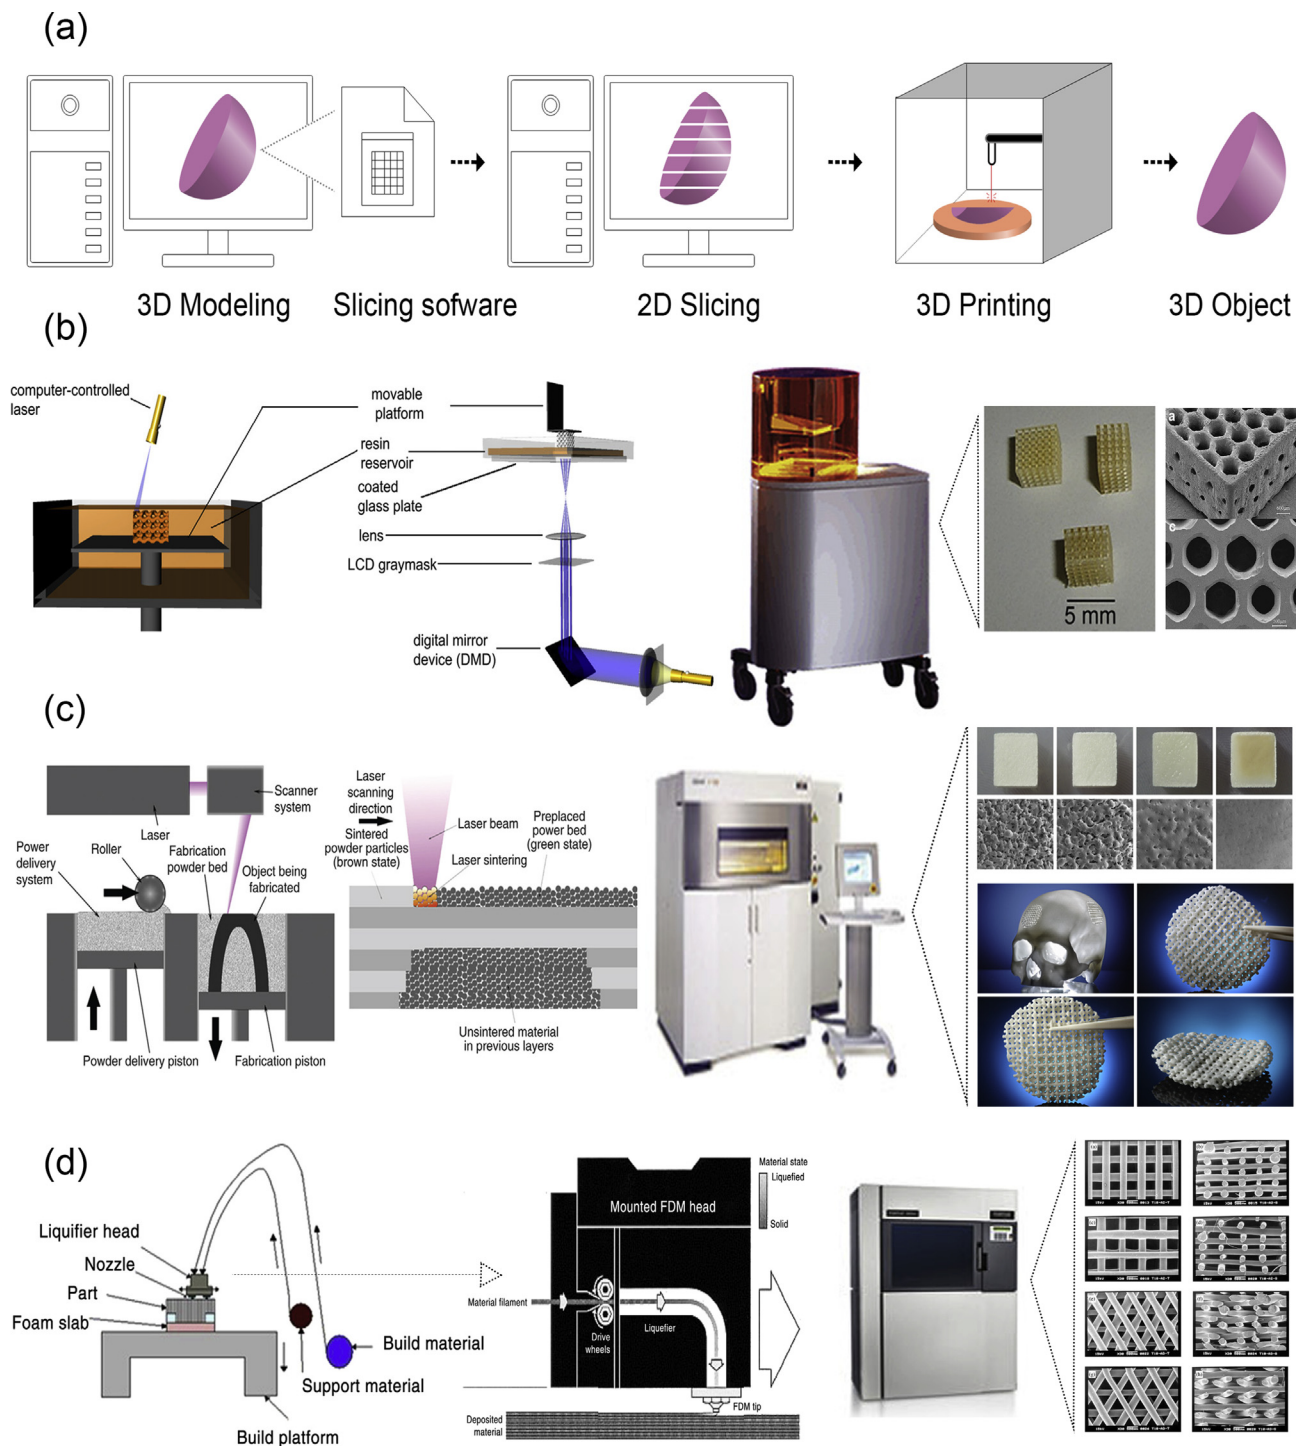 (a)
3D Modeling
Slicing sofware
2D Slicing
3D Printing
3D Object
(b)
computer-controlled
laser
movable
platform
resin
reservoir
coated
glass plate
lens
LCD graymask
digital mirror
device (DMD)
5 mm
a
c
(c)
Laser
Scanner
system
Power
delivery
system
Roller
Fabrication
powder bed
Object being
fabricated
Powder delivery piston
Fabrication piston
Laser
scanning
direction
Sintered
powder particles
(brown state)
Laser beam
Laser sintering
Preplaced
power bed
(green state)
Unsintered material
in previous layers
(d)
Liquifier head
Nozzle
Part
Foam slab
Build material
Support material
Build platform
Mounted FDM head
Material state
Liquefied
Solid
Material filament
Drive
wheels
Liquefier
FDM tip
Deposited
material